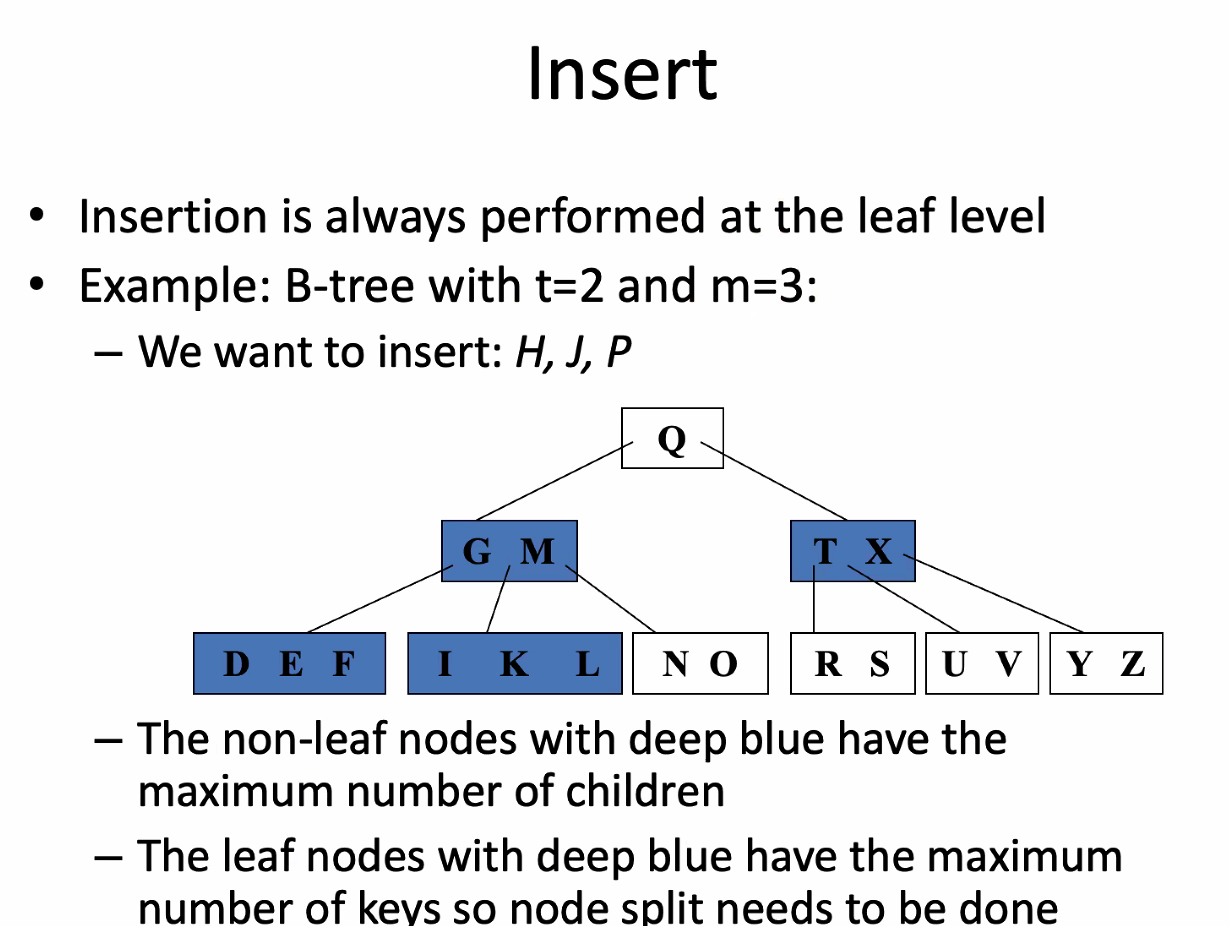 Insert
• Insertion is always performed at the leaf level
• Example: B-tree with t=2 and m=3:
– We want to insert: H, J, P
Q
G M
T X
D E F
I K L
N O
R S
U V
Y Z
– The non-leaf nodes with deep blue have the
maximum number of children
– The leaf nodes with deep blue have the maximum
number of keys so node split needs to be done